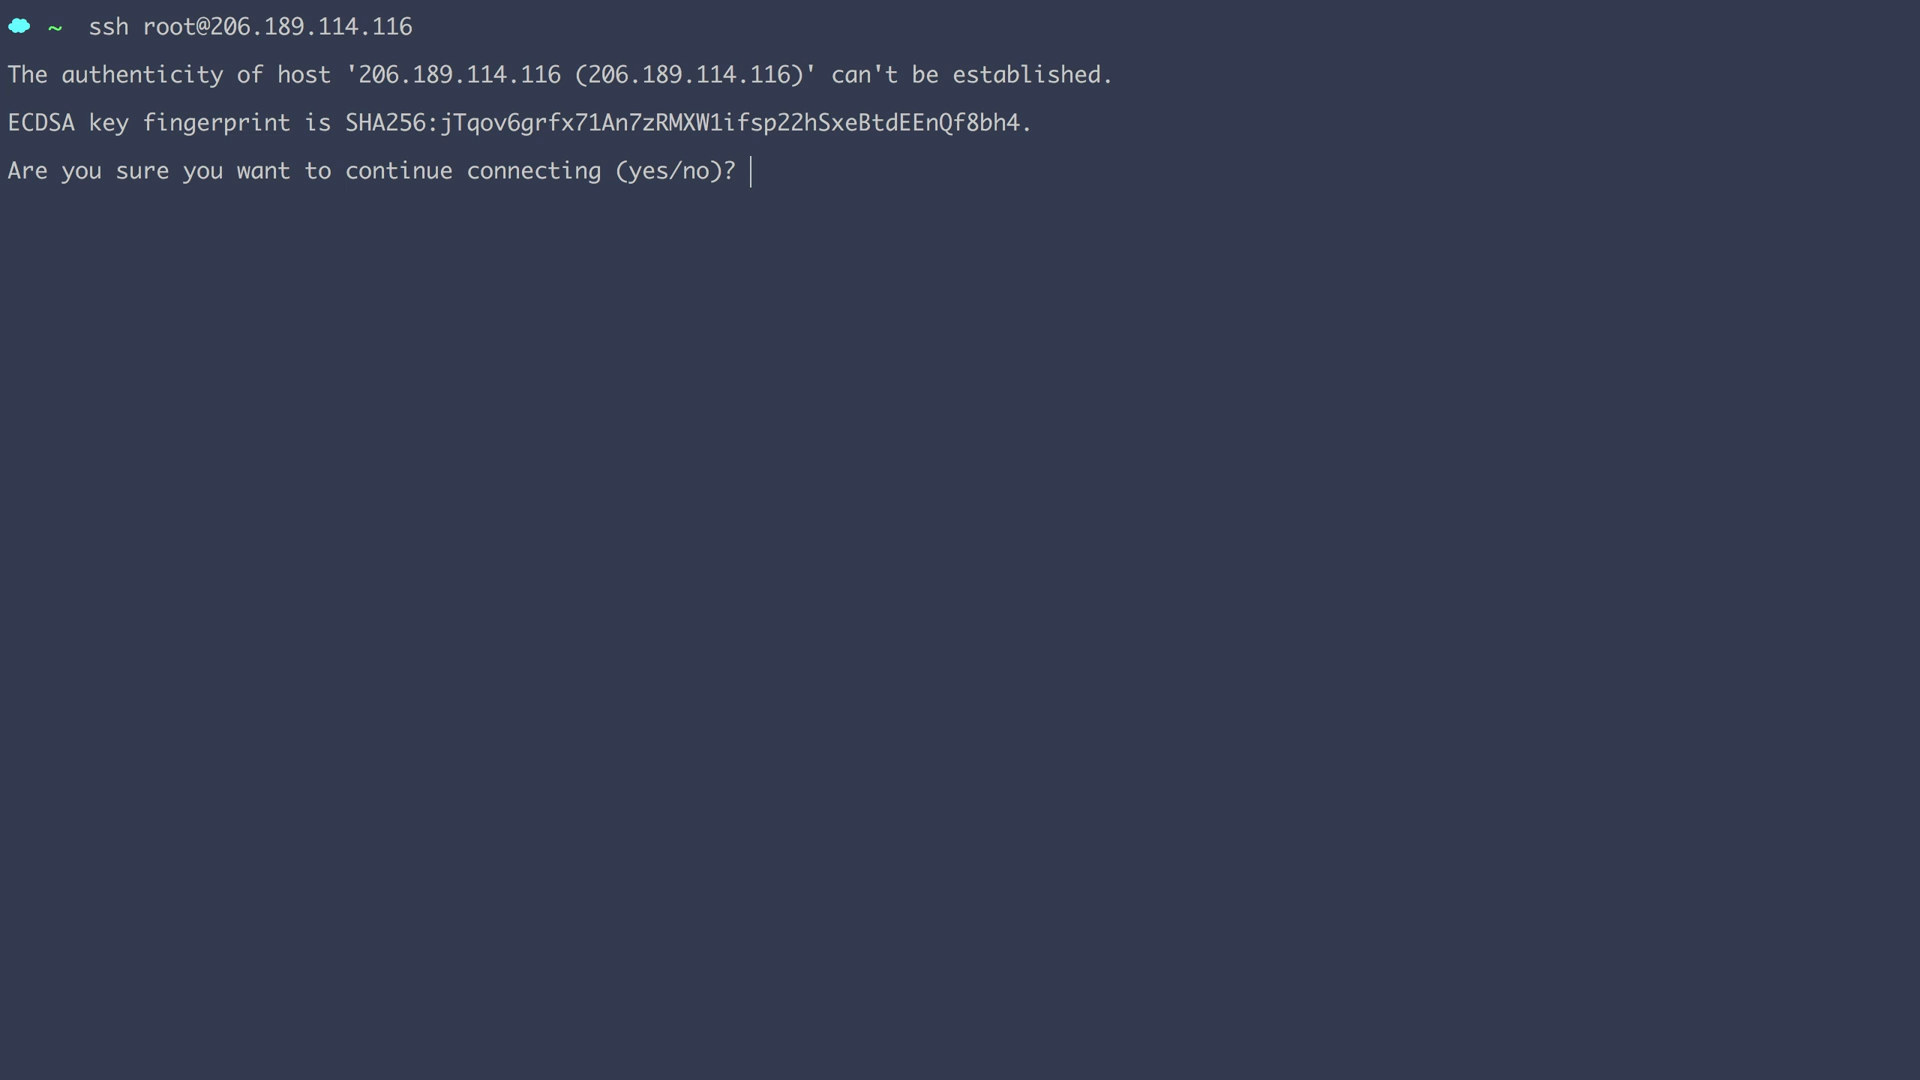 ~ ssh root@206.189.114.116
The authenticity of host '206.189.114.116 (206.189.114.116)' can't be established.
ECDSA key fingerprint is SHA256:jTqov6grfx71An7zRMXW1ifsp22hSxeBtdEEnQf8bh4.
Are you sure you want to continue connecting (yes/no)?